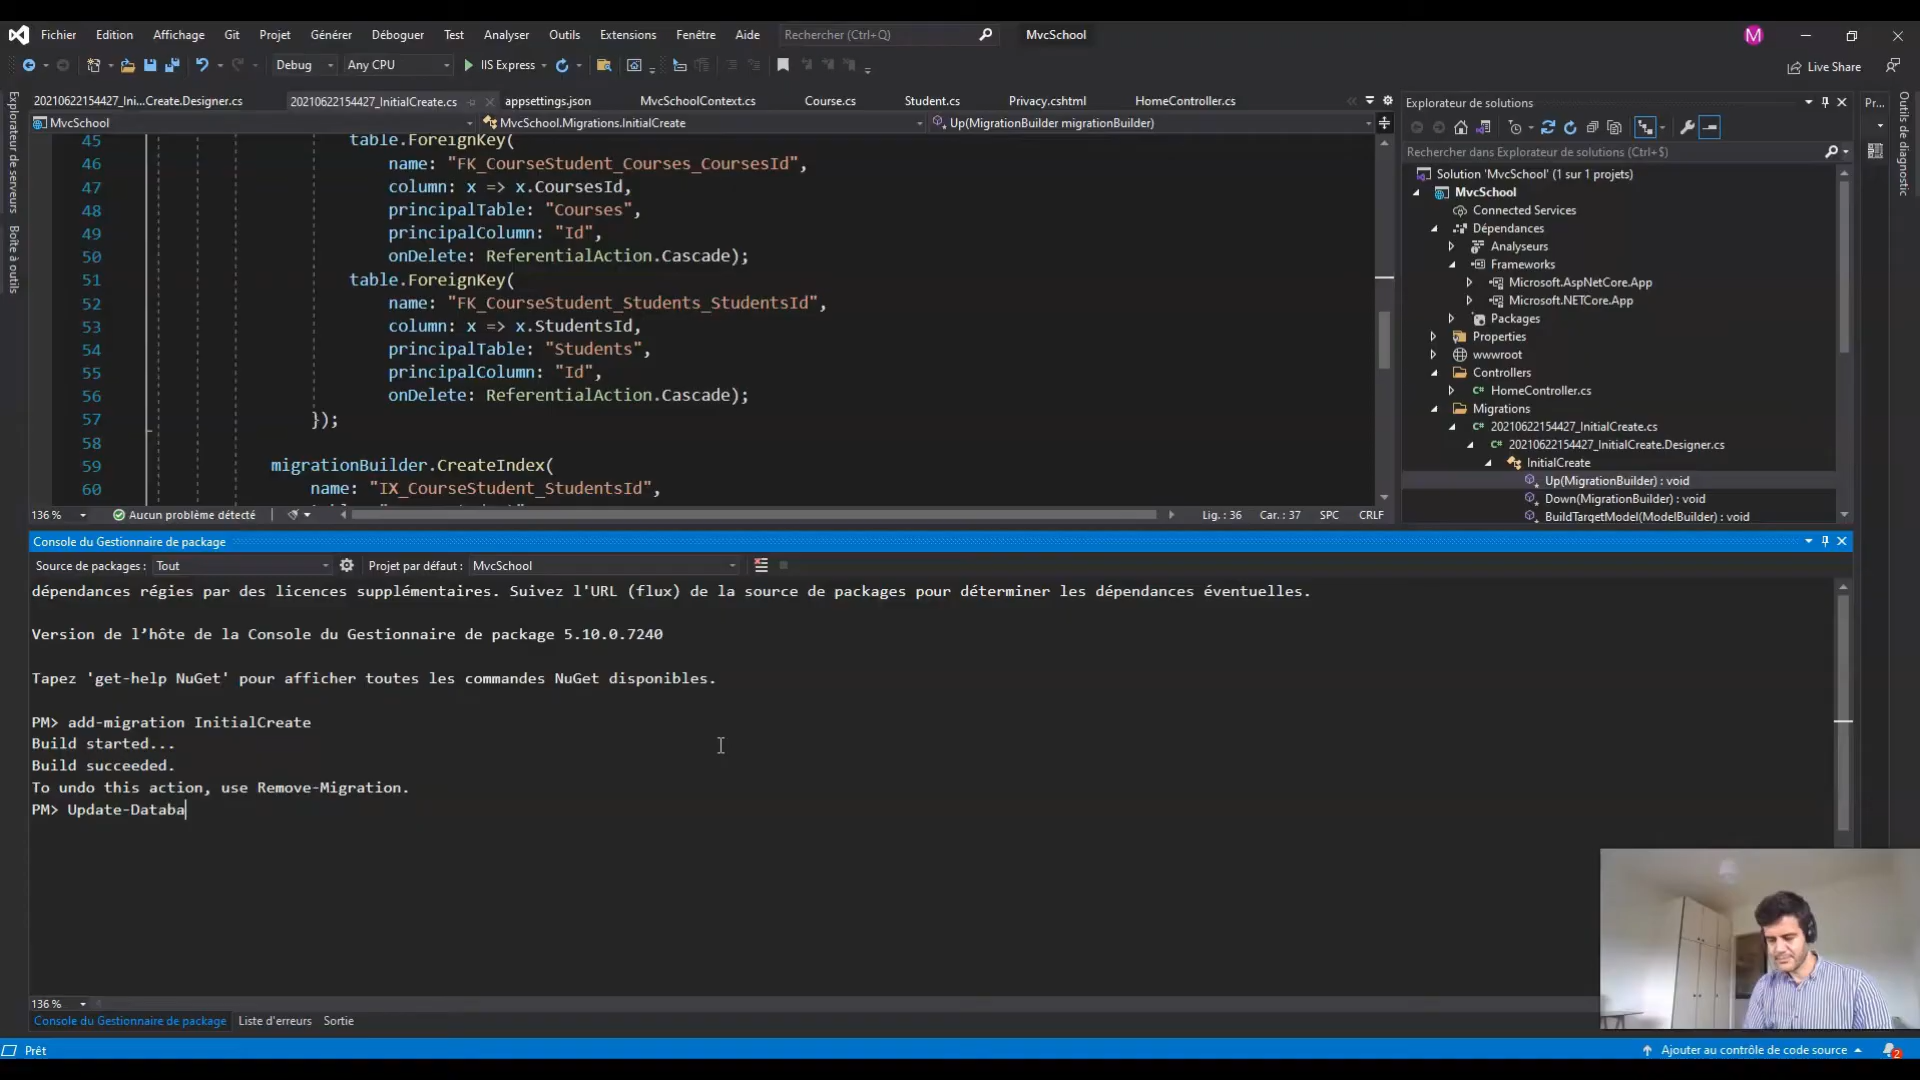 Fichier Edition Affichage Git Projet Générer Déboguer Test Analyser Outils Extensions Fenêtre Aide Rechercher (Ctrl+Q) MvcSchool M
Debug Any CPU IIS Express Live Share
20210622154427_Ini...Create.Designer.cs 20210622154427_InitialCreate.cs appsettings.json MvcSchoolContext.cs Course.cs Student.cs Privacy.cshtml HomeController.cs
MvcSchool MvcSchool.Migrations.InitialCreate Up(MigrationBuilder migrationBuilder)
Explorateur de serveurs
Boîte à outils
45 table.ForeignKey(
46 name: "FK_CourseStudent_Courses_CoursesId",
47 column: x => x.CoursesId,
48 principalTable: "Courses",
49 principalColumn: "Id",
50 onDelete: ReferentialAction.Cascade);
51 table.ForeignKey(
52 name: "FK_CourseStudent_Students_StudentsId",
53 column: x => x.StudentsId,
54 principalTable: "Students",
55 principalColumn: "Id",
56 onDelete: ReferentialAction.Cascade);
57 });
58
59 migrationBuilder.CreateIndex(
60 name: "IX_CourseStudent_StudentsId",
136 % Aucun problème détecté Lig. : 36 Car. : 37 SPC CRLF
Explorateur de solutions
Rechercher dans Explorateur de solutions (Ctrl+$)
Solution 'MvcSchool' (1 sur 1 projets)
MvcSchool
Connected Services
Dépendances
Analyseurs
Frameworks
Microsoft.AspNetCore.App
Microsoft.NETCore.App
Packages
Properties
wwwroot
Controllers
C# HomeController.cs
Migrations
C# 20210622154427_InitialCreate.cs
C# 20210622154427_InitialCreate.Designer.cs
InitialCreate
Up(MigrationBuilder) : void
Down(MigrationBuilder) : void
BuildTargetModel(ModelBuilder) : void
Pr...
Outils de diagnostic
Console du Gestionnaire de package
Source de packages : Tout Projet par défaut : MvcSchool
dépendances régies par des licences supplémentaires. Suivez l'URL (flux) de la source de packages pour déterminer les dépendances éventuelles.
Version de l’hôte de la Console du Gestionnaire de package 5.10.0.7240
Tapez 'get-help NuGet' pour afficher toutes les commandes NuGet disponibles.
PM> add-migration InitialCreate
Build started...
Build succeeded.
To undo this action, use Remove-Migration.
PM> Update-Databa
136 %
Console du Gestionnaire de package Liste d'erreurs Sortie
Prêt Ajouter au contrôle de code source 2